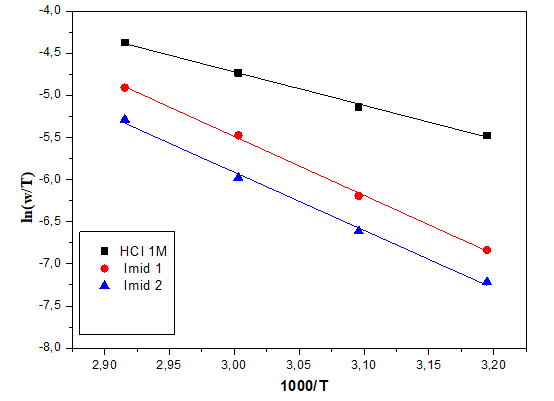 -4,0
-4,5
-5,0
-5,5
-6,0
-6,5
-7,0
-7,5
-8,0
ln(w/T)
HCl 1M
Imid 1
Imid 2
2,90 2,95 3,00 3,05 3,10 3,15 3,20
1000/T